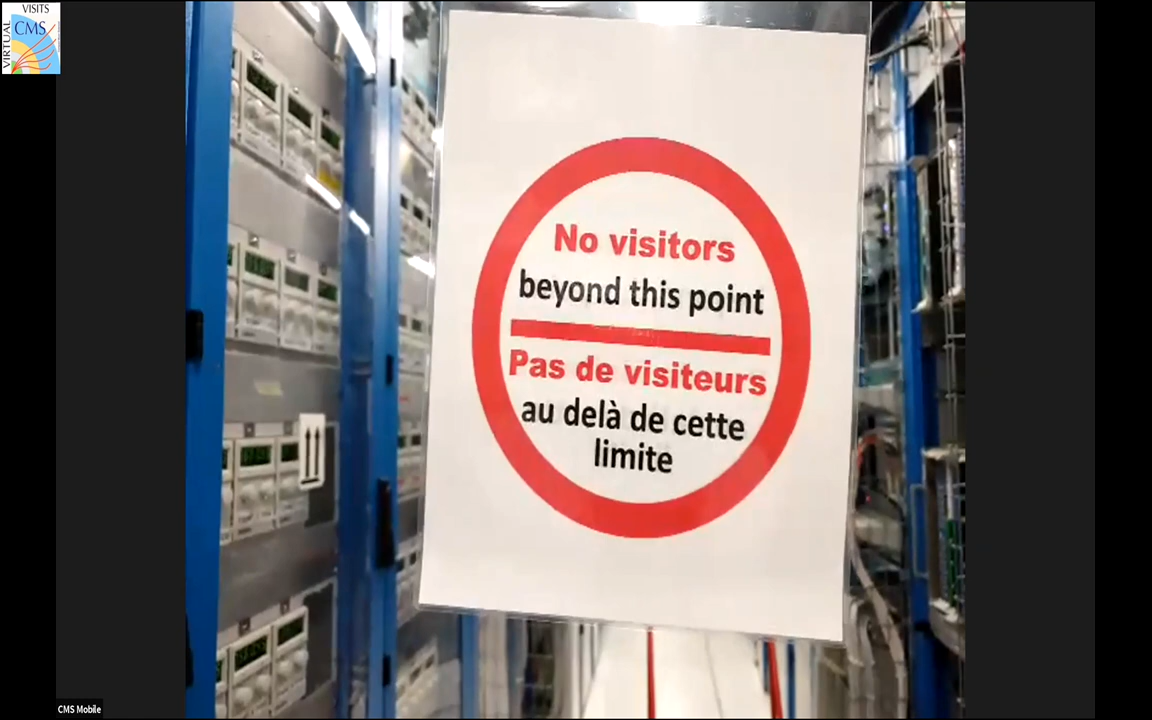 VISITS
VIRTUAL
CMS
No visitors
beyond this point
Pas de visiteurs
au delà de cette
limite
CMS Mobile